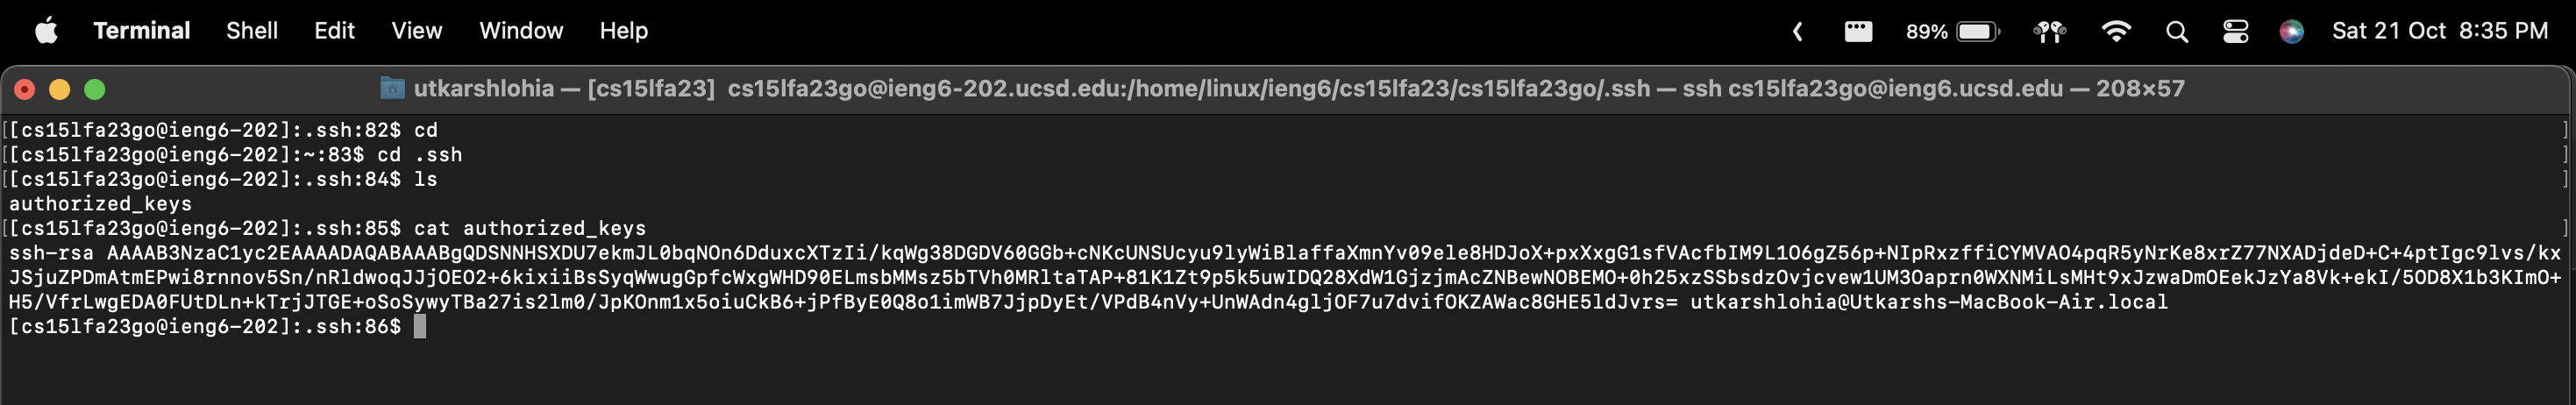 Terminal Shell Edit View Window Help 89% Sat 21 Oct 8:35 PM
utkarshlohia — [cs15lfa23] cs15lfa23go@ieng6-202.ucsd.edu:/home/linux/ieng6/cs15lfa23/cs15lfa23go/.ssh — ssh cs15lfa23go@ieng6.ucsd.edu — 208×57
[[cs15lfa23go@ieng6-202]:.ssh:82$ cd ]
[[cs15lfa23go@ieng6-202]:~:83$ cd .ssh ]
[[cs15lfa23go@ieng6-202]:.ssh:84$ ls ]
authorized_keys
[[cs15lfa23go@ieng6-202]:.ssh:85$ cat authorized_keys ]
ssh-rsa AAAAB3NzaC1yc2EAAAADAQABAAABgQDSNNHSXDU7ekmJL0bqNOn6DduxcXTzIi/kqWg38DGDV60GGb+cNKcUNSUcyu9lyWiBlaffaXmnYv09ele8HDJoX+pxXxgG1sfVAcfbIM9L1O6gZ56p+NIpRxzffiCYMVAO4pqR5yNrKe8xrZ77NXADjdeD+C+4ptIgc9lvs/kx
JSjuZPDmAtmEPwi8rnnov5Sn/nRldwoqJJjOEO2+6kixiiBsSyqWwugGpfcWxgWHD90ELmsbMMsz5bTVh0MRltaTAP+81K1Zt9p5k5uwIDQ28XdW1GjzjmAcZNBewNOBEMO+0h25xzSSbsdzOvjcvew1UM3Oaprn0WXNMiLsMHt9xJzwaDmOEekJzYa8Vk+ekI/5OD8X1b3KImO+
H5/VfrLwgEDA0FUtDLn+kTrjJTGE+oSoSywyTBa27is2lm0/JpKOnm1x5oiuCkB6+jPfByE0Q8o1imWB7JjpDyEt/VPdB4nVy+UnWAdn4gljOF7u7dvifOKZAWac8GHE5ldJvrs= utkarshlohia@Utkarshs-MacBook-Air.local
[cs15lfa23go@ieng6-202]:.ssh:86$